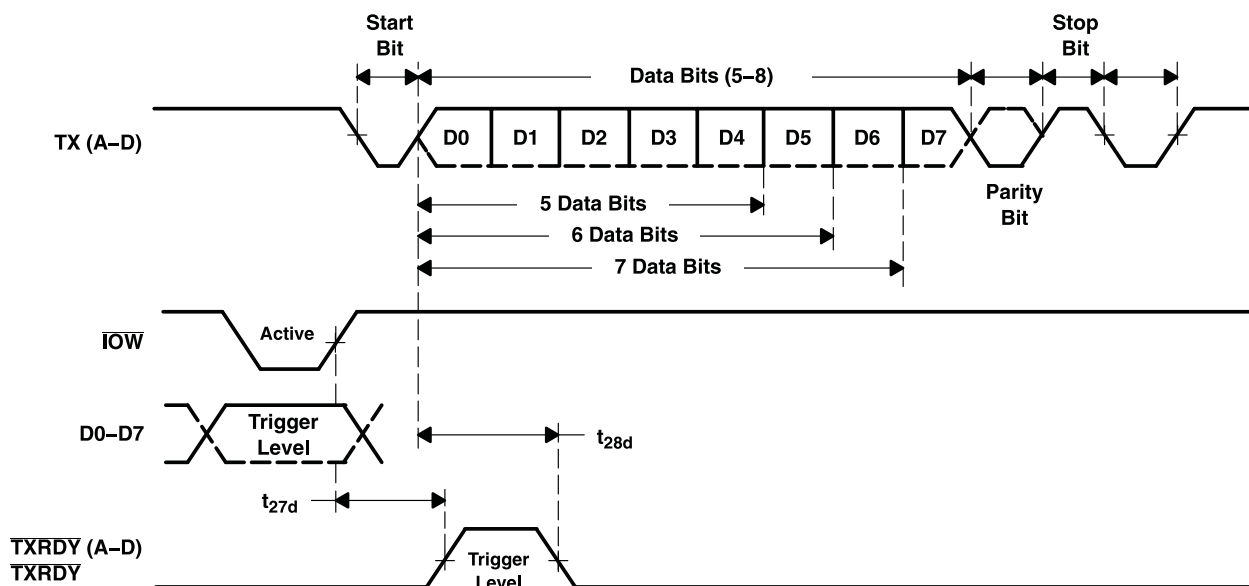 Start
Bit
Data Bits (5–8)
Stop
Bit
TX (A–D)
D0 D1 D2 D3 D4 D5 D6 D7
Parity
Bit
5 Data Bits
6 Data Bits
7 Data Bits
IOW
Active
D0–D7
Trigger
Level
t28d
t27d
TXRDY (A–D)
TXRDY
Trigger
Level